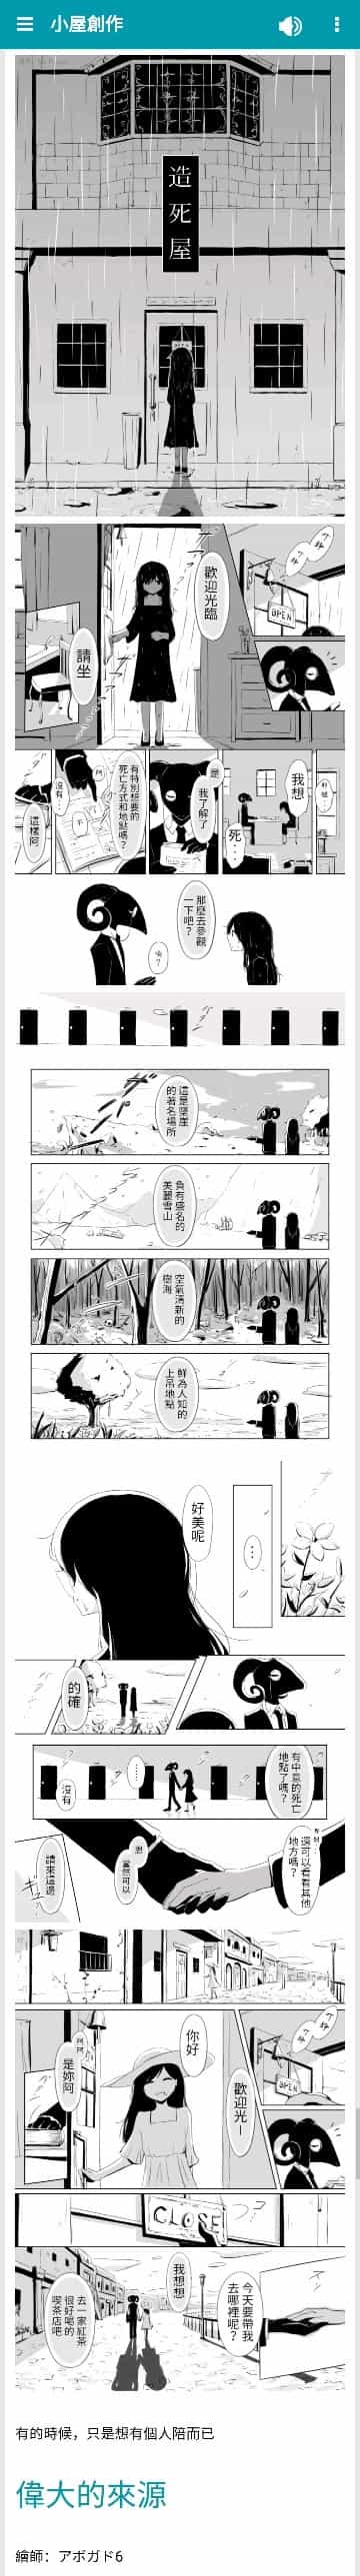 小屋創作
造死屋
OPEN
歡迎光臨
請坐
我想
死…
是
我了解了
有特別想要的
死亡方式和地點嗎？
沒有
這樣阿
那麼去參觀
一下吧？
咦？
這是墜崖
的著名場所
負有盛名的
美麗雪山
空氣清新的
樹海
鮮為人知的
上吊地點
…
好美呢
的確
有中意的死亡
地點了嗎？
…
沒有
還可以看看其他
地方嗎？
當然可以
請來這邊
OPEN
歡迎光—
你好
阿阿
是妳阿
CLOSE
今天要帶我
去哪裡呢？
我想想
去一家紅茶
很好喝的
喫茶店吧
有的時候，只是想有個人陪而已
偉大的來源
繪師：アボガド6